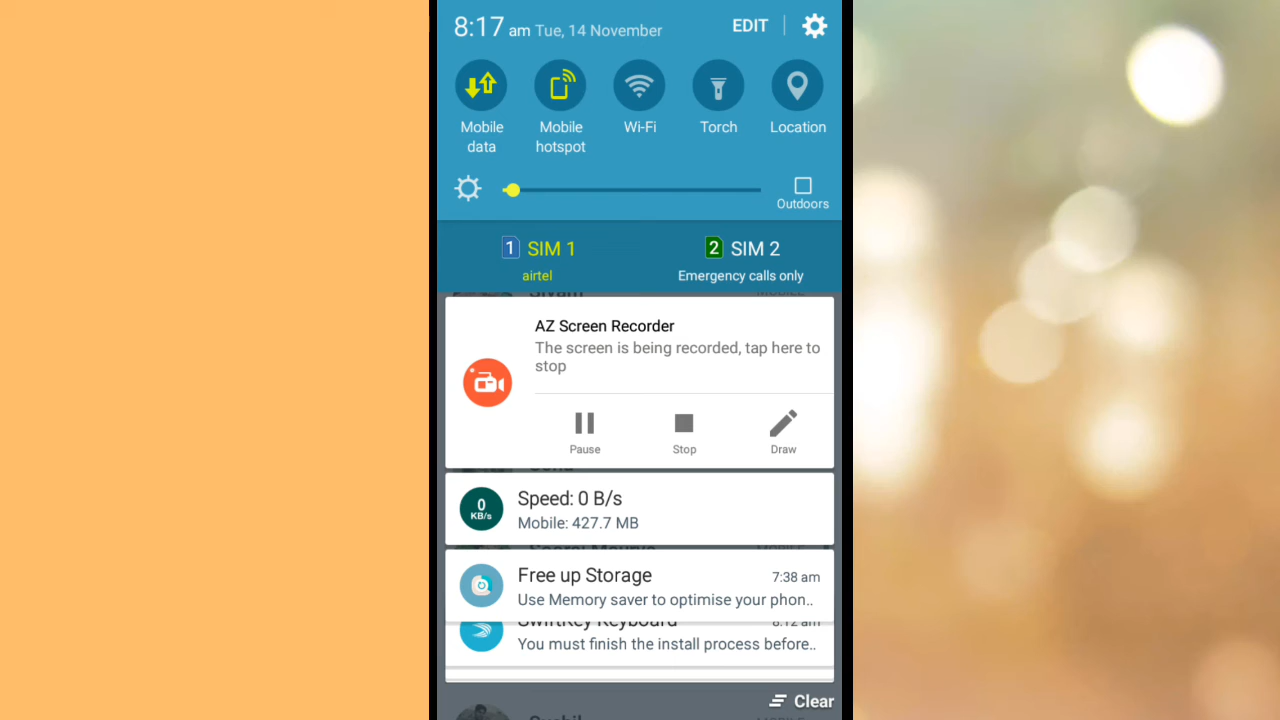 8:17 am Tue, 14 November EDIT
Mobile data
Mobile hotspot
Wi-Fi
Torch
Location
Outdoors
1 SIM 1
airtel
2 SIM 2
Emergency calls only
AZ Screen Recorder
The screen is being recorded, tap here to
stop
Pause
Stop
Draw
0
KB/s
Speed: 0 B/s
Mobile: 427.7 MB
Free up Storage 7:38 am
Use Memory saver to optimise your phon..
SwiftKey Keyboard 8:12 am
You must finish the install process before..
Clear